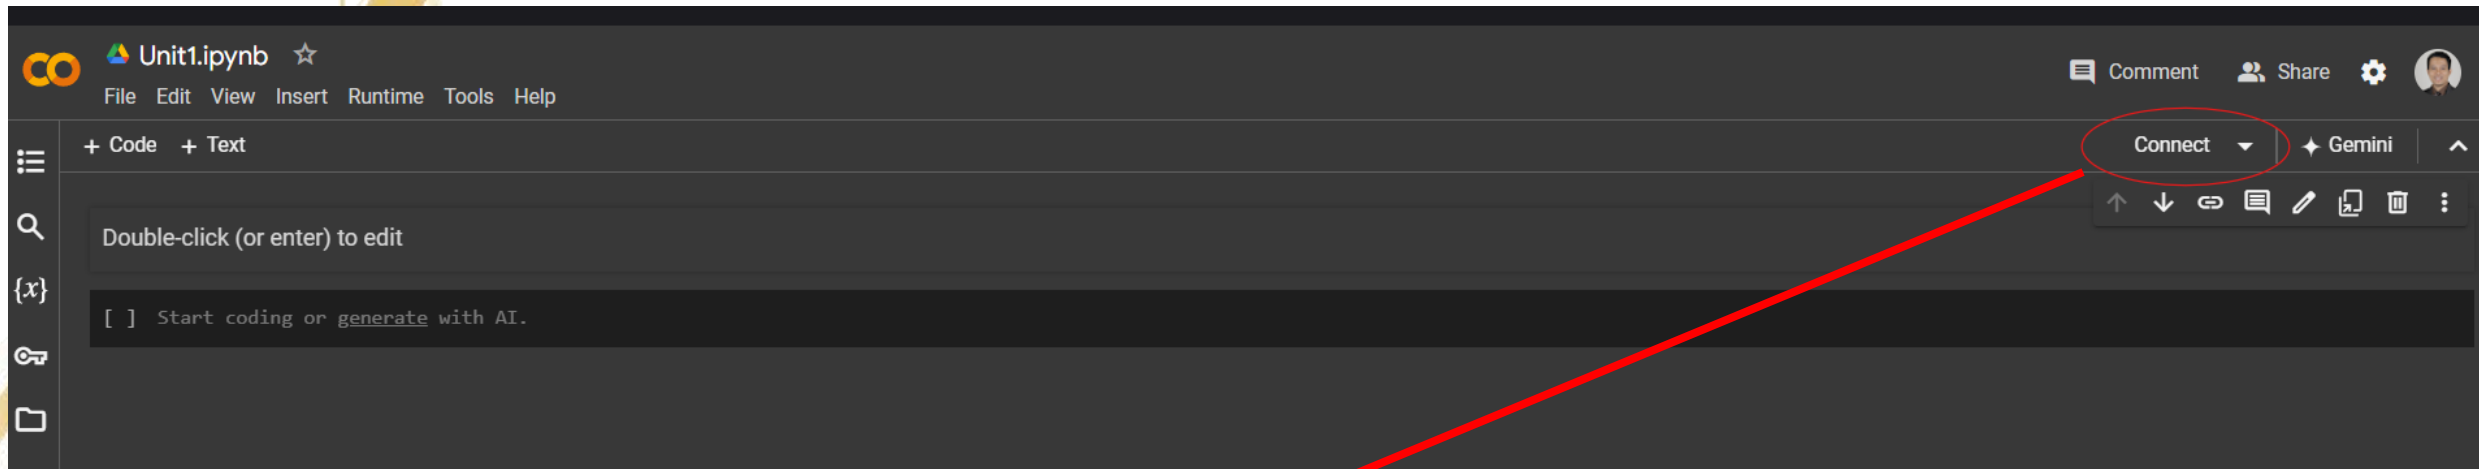 Unit1.ipynb
Comment Share
File Edit View Insert Runtime Tools Help
+ Code + Text
Connect Gemini
Double-click (or enter) to edit
{x}
[ ] Start coding or generate with AI.